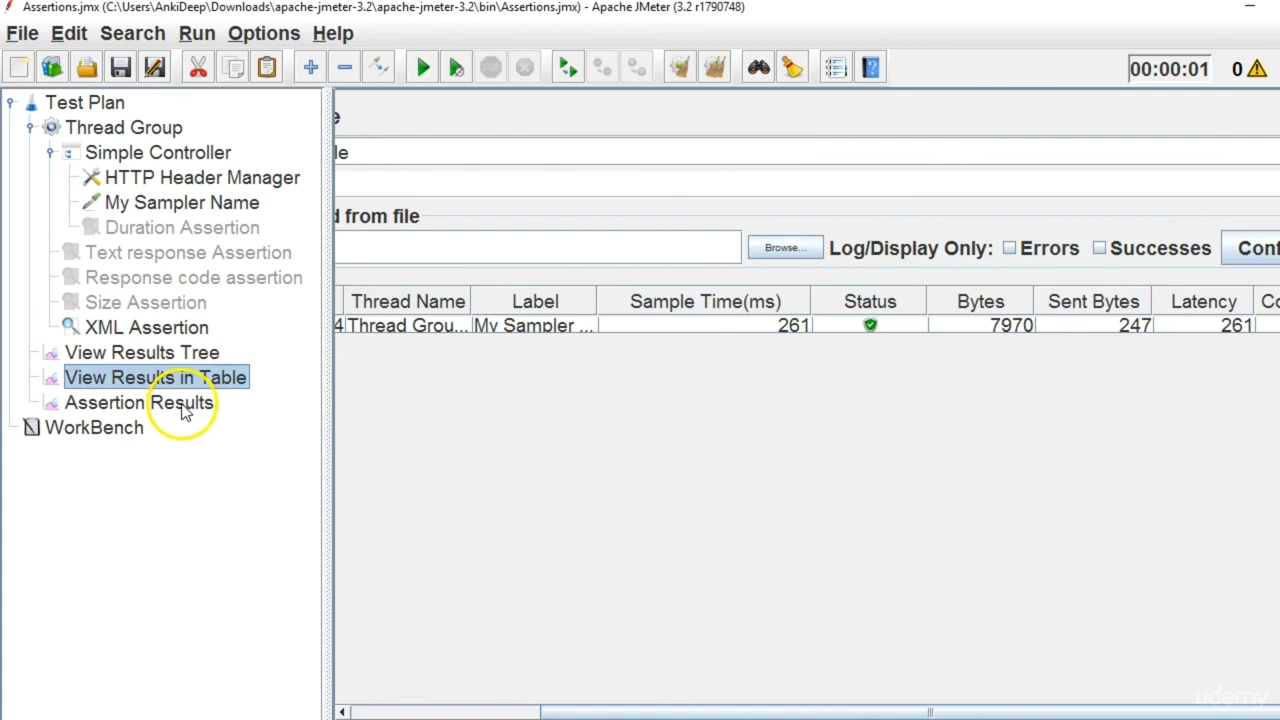 Assertions.jmx (C:\Users\AnkiDeep\Downloads\apache-jmeter-3.2\apache-jmeter-3.2\bin\Assertions.jmx) - Apache JMeter (3.2 r1790748)
File Edit Search Run Options Help
00:00:01 0
Test Plan
Thread Group
Simple Controller
HTTP Header Manager
My Sampler Name
Duration Assertion
Text response Assertion
Response code assertion
Size Assertion
XML Assertion
View Results Tree
View Results in Table
Assertion Results
WorkBench
e
le
d from file
Browse... Log/Display Only: Errors Successes Conf
Thread Name Label Sample Time(ms) Status Bytes Sent Bytes Latency Co
4 Thread Grou... My Sampler ... 261 7970 247 261
udemy